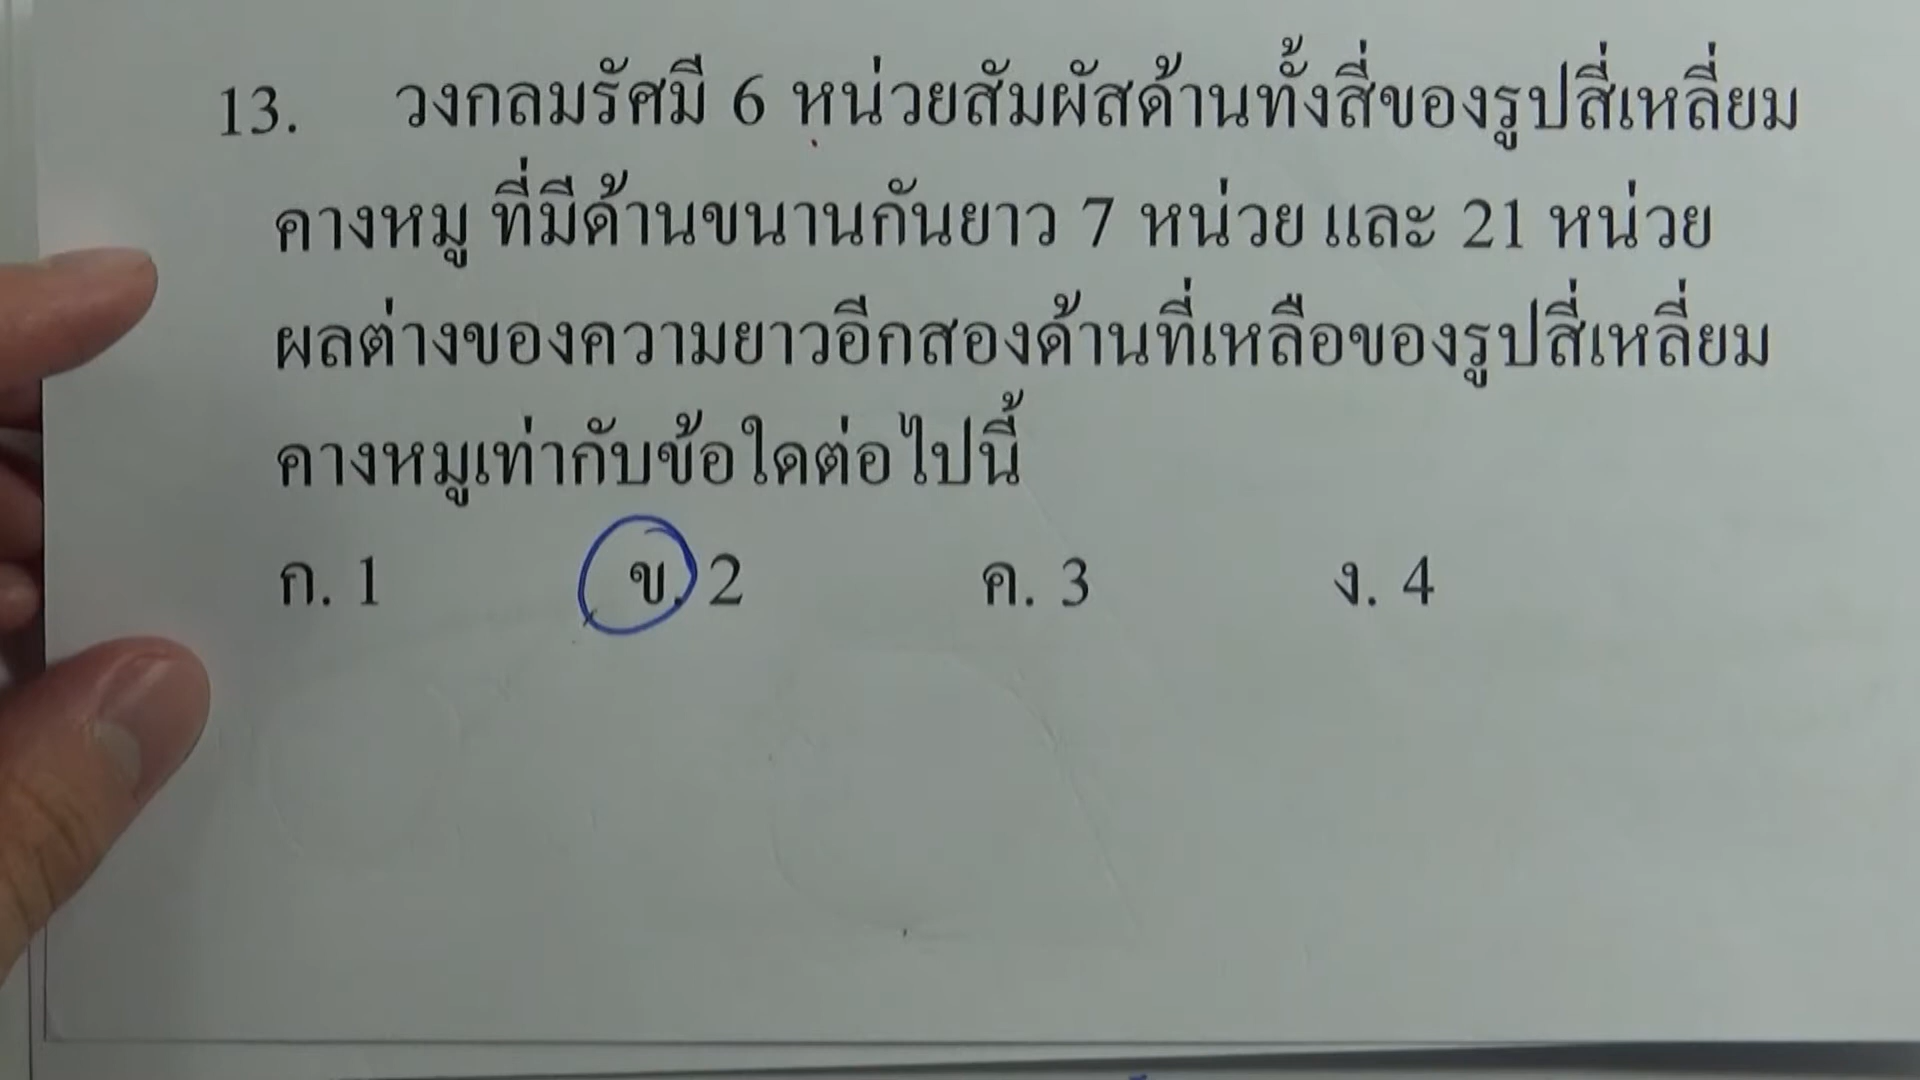 13. วงกลมรัศมี 6 หน่วยสัมผัสด้านทั้งสี่ของรูปสี่เหลี่ยม
คางหมู ที่มีด้านขนานกันยาว 7 หน่วย และ 21 หน่วย
ผลต่างของความยาวอีกสองด้านที่เหลือของรูปสี่เหลี่ยม
คางหมูเท่ากับข้อใดต่อไปนี้
ก. 1 ข. 2 ค. 3 ง. 4